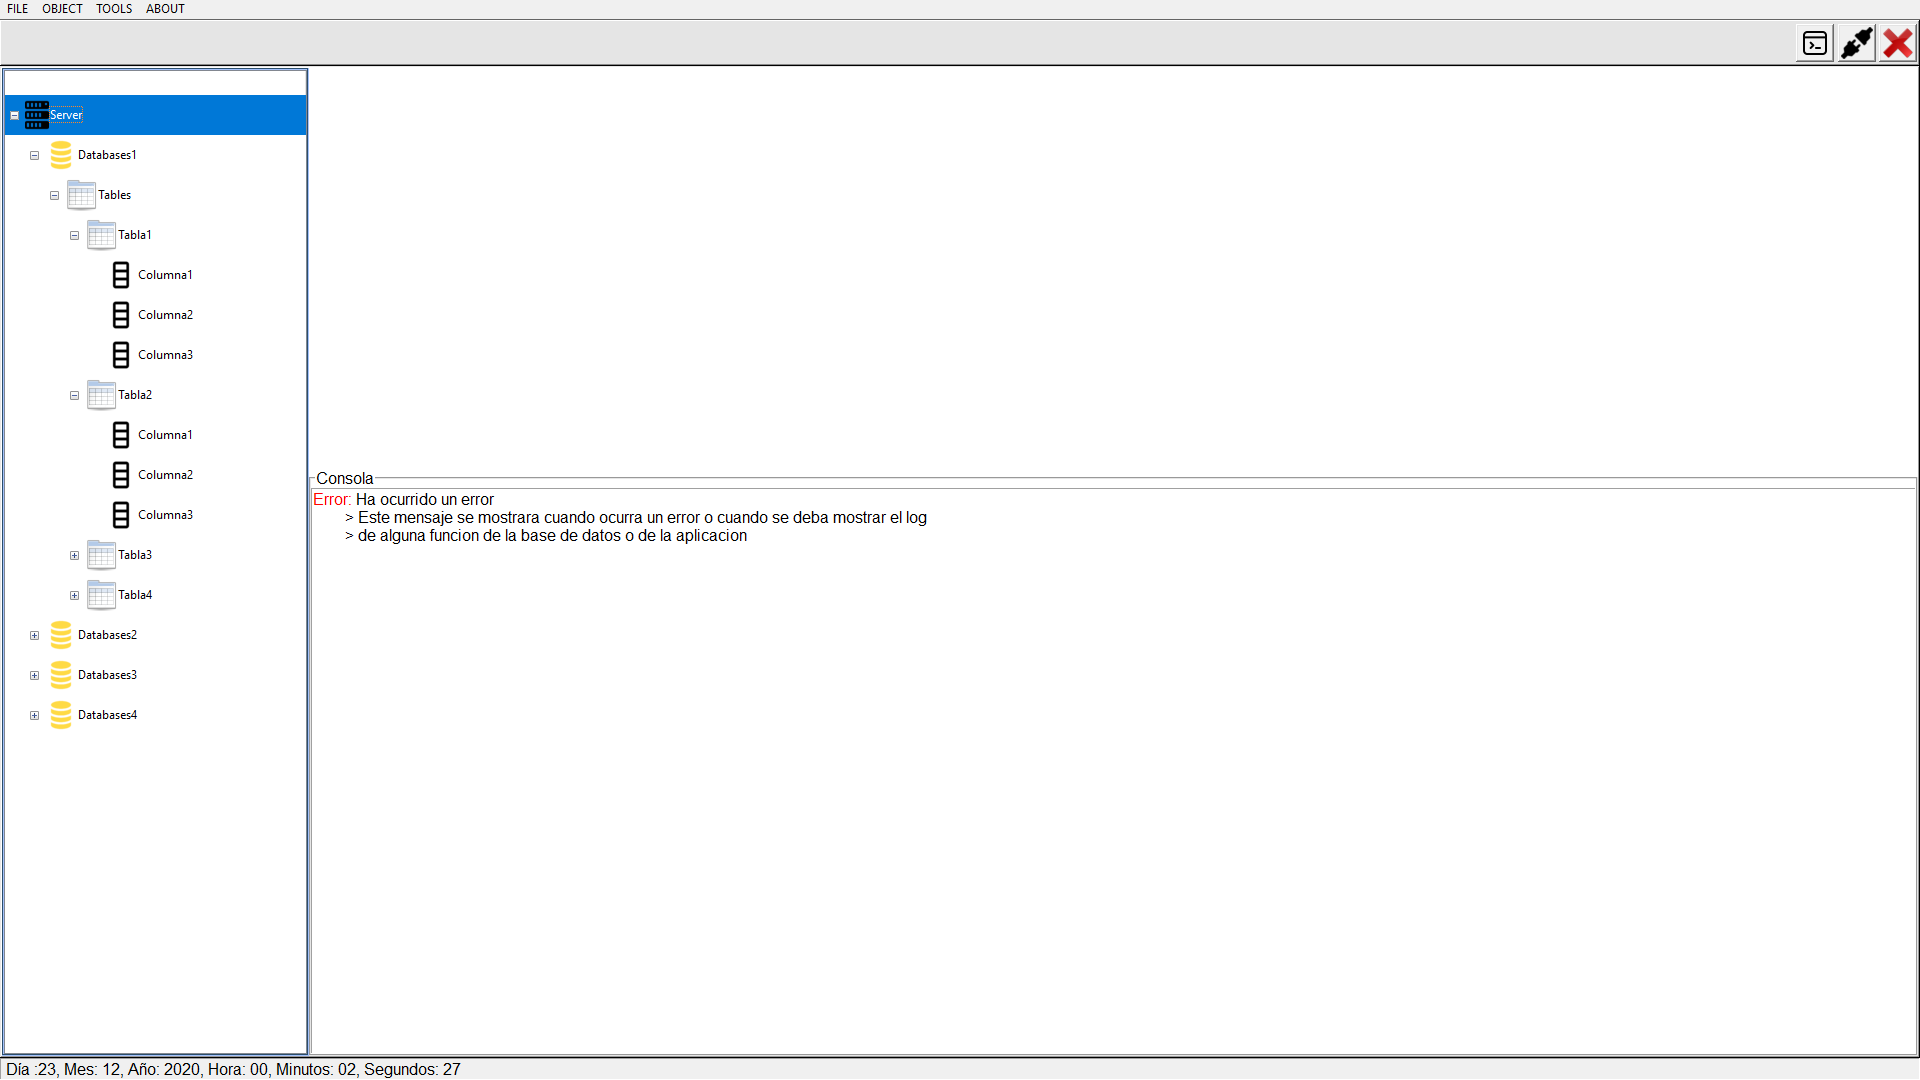 FILE OBJECT TOOLS ABOUT
Server
Databases1
Tables
Tabla1
Columna1
Columna2
Columna3
Tabla2
Columna1
Columna2
Columna3
Tabla3
Tabla4
Databases2
Databases3
Databases4
Consola
Error: Ha ocurrido un error
> Este mensaje se mostrara cuando ocurra un error o cuando se deba mostrar el log
> de alguna funcion de la base de datos o de la aplicacion
Día :23, Mes: 12, Año: 2020, Hora: 00, Minutos: 02, Segundos: 27